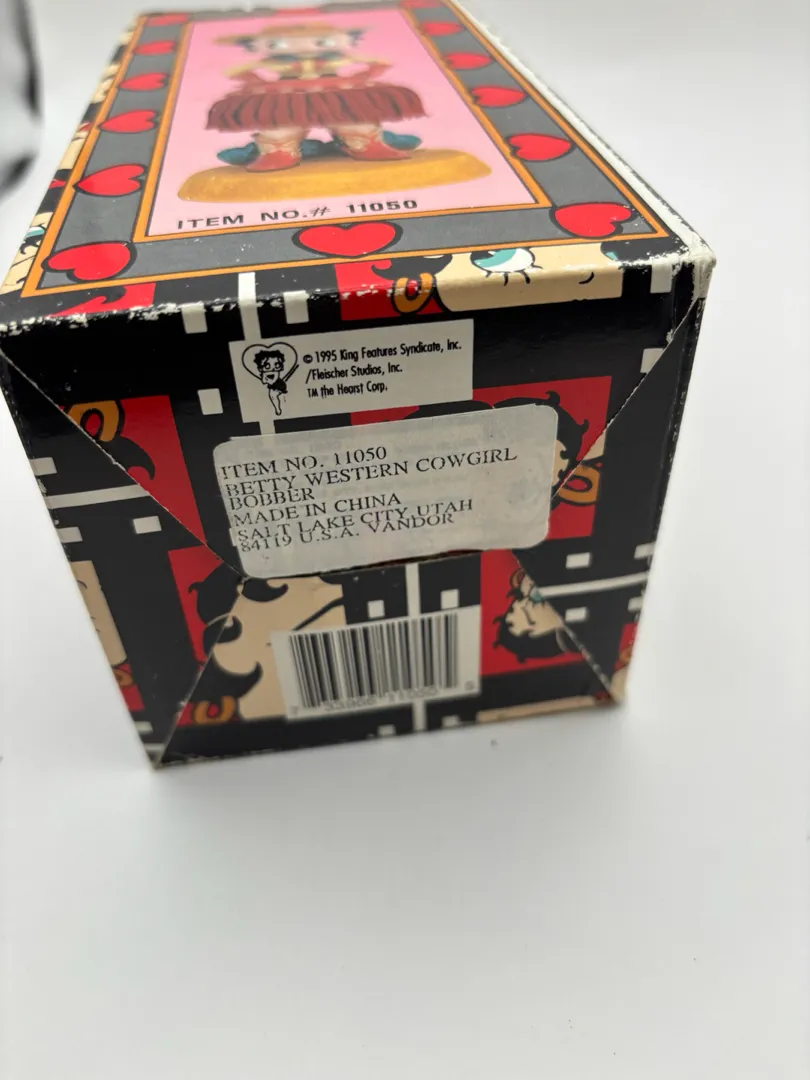 ITEM NO.# 11050
© 1995 King Features Syndicate, Inc.
/Fleischer Studios, Inc.
TM the Hearst Corp.
ITEM NO. 11050
BETTY WESTERN COWGIRL
BOBBER
MADE IN CHINA
SALT LAKE CITY, UTAH
84119 U.S.A. VANDOR